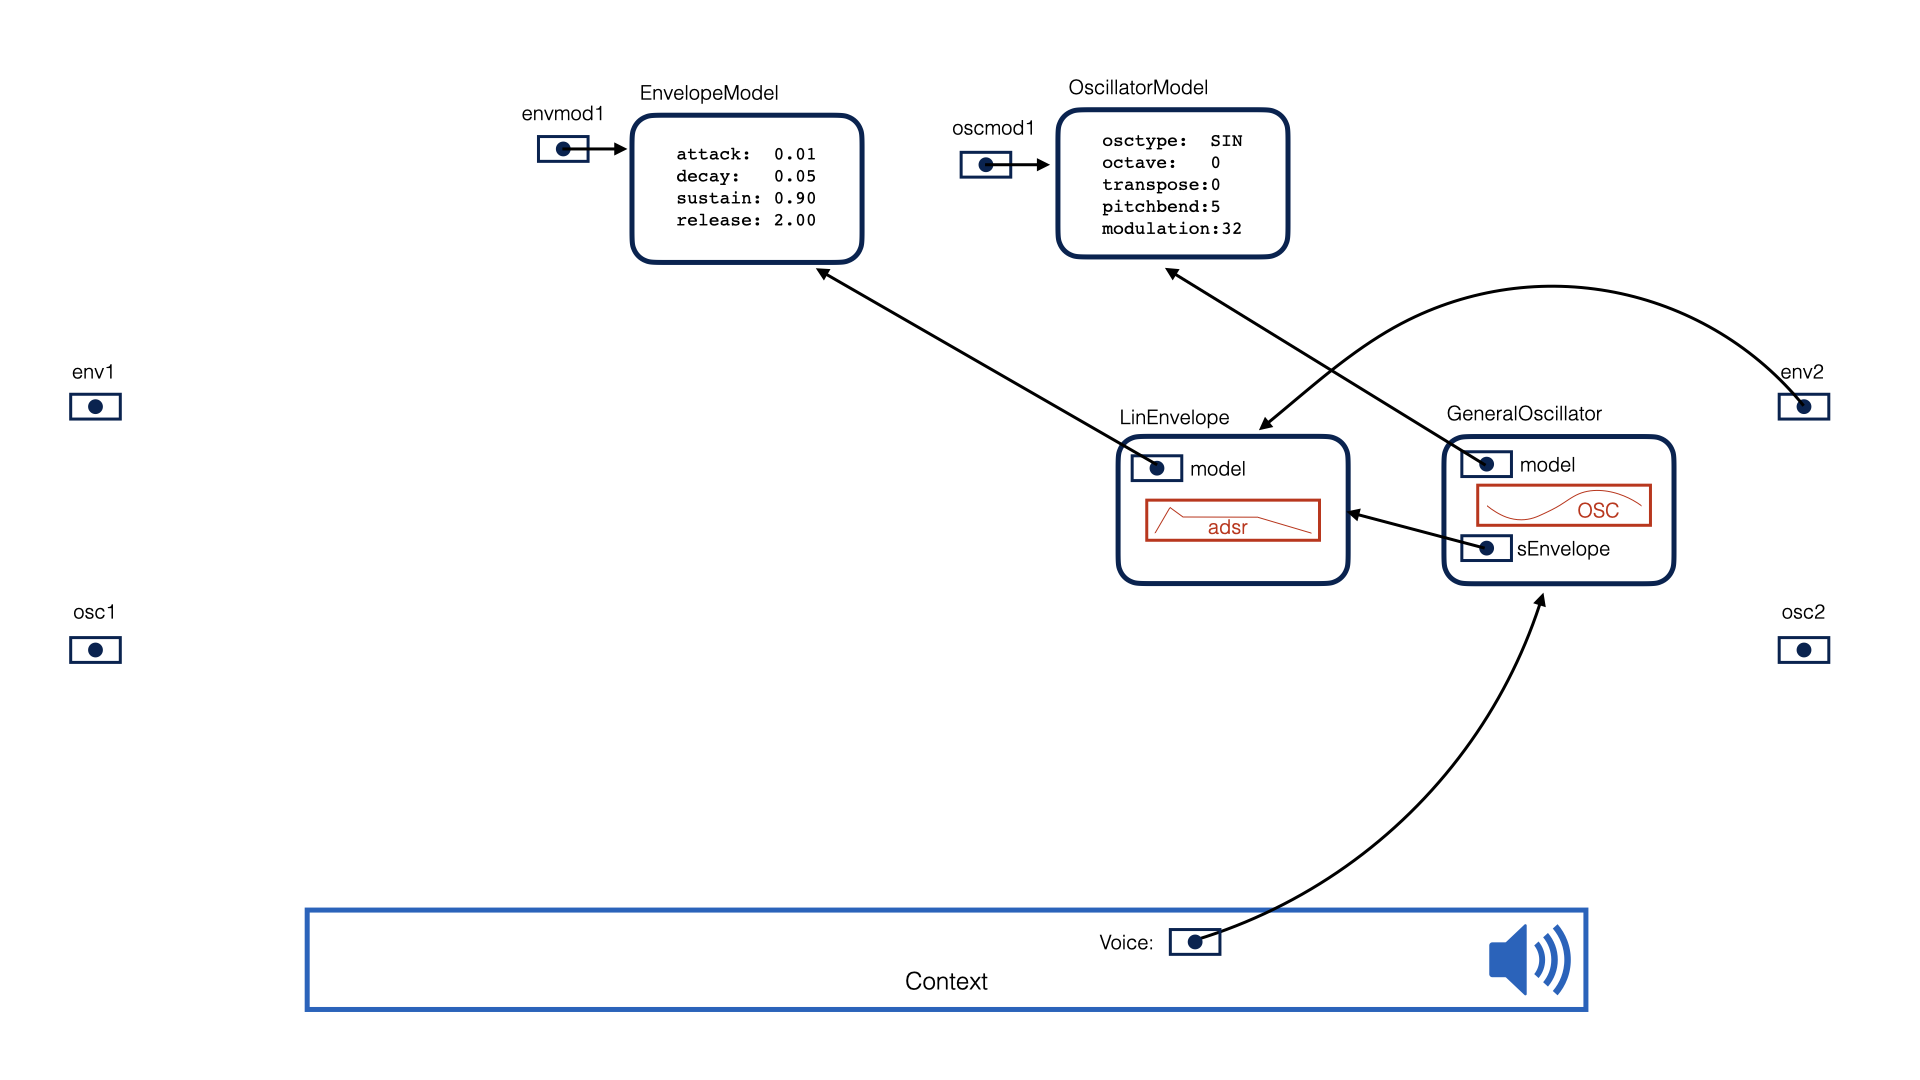 OscillatorModel
EnvelopeModel
envmod1
oscmod1
attack: 0.01
decay: 0.05
sustain: 0.90
release: 2.00
osctype: SIN
octave: 0
transpose:0
pitchbend:5
modulation:32
env1
env2
LinEnvelope
GeneralOscillator
model
adsr
model
OSC
sEnvelope
osc1
osc2
Voice:
Context